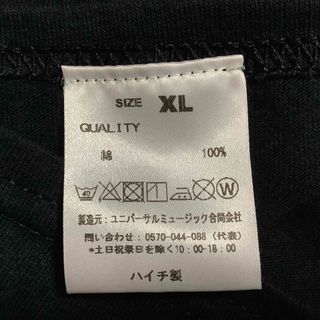 SIZE XL
QUALITY
綿 100%
40 W
製造元：ユニバーサルミュージック合同会社
問い合わせ：0570-044-088（代表）
*土日祝祭日を除く10：00-18：00
ハイチ製